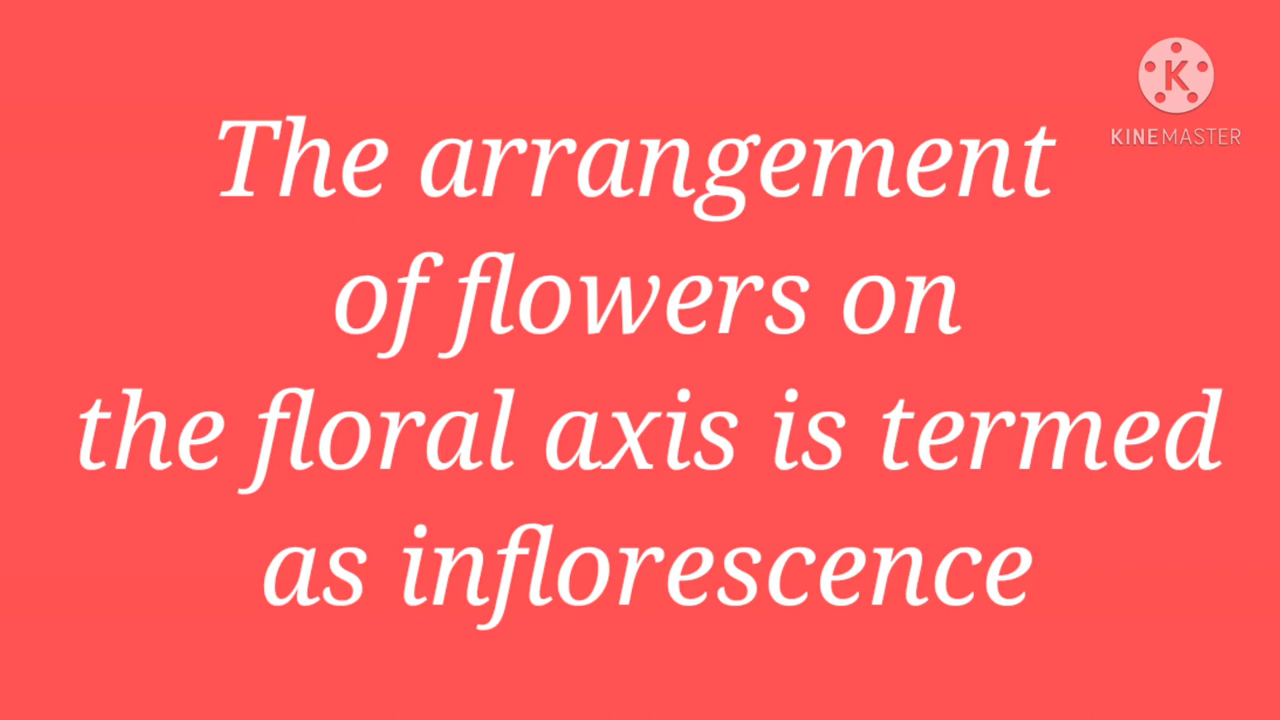 K
KINEMASTER
The arrangement
of flowers on
the floral axis is termed
as inflorescence